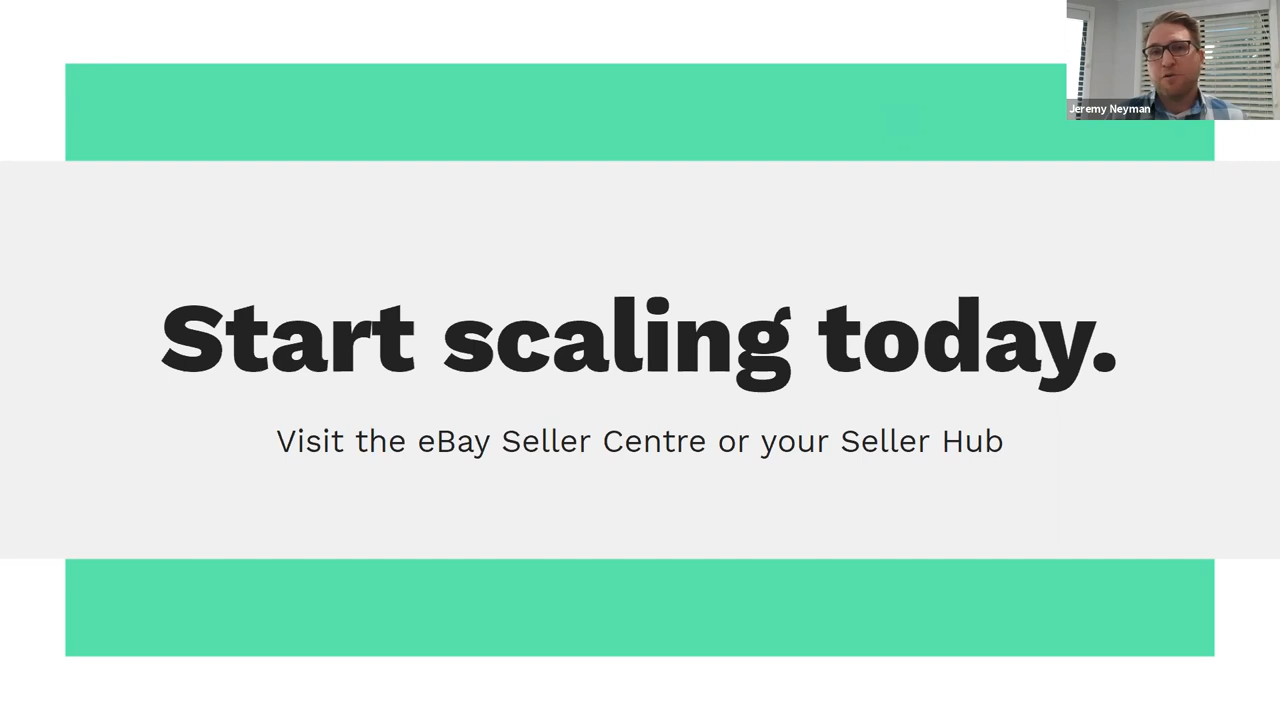 Jeremy Neyman
Start scaling today.
Visit the eBay Seller Centre or your Seller Hub